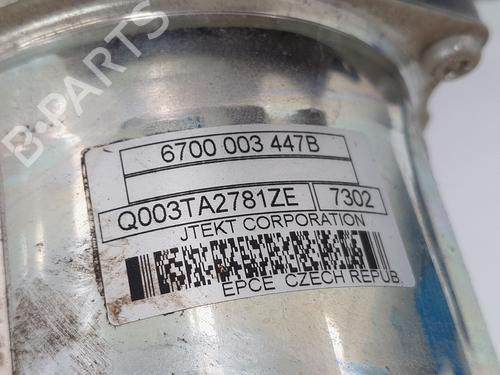 B-PARTS
6700 003 447B
Q003TA2781ZE 7302
JTEKT CORPORATION
EPCE CZECH REPUB.